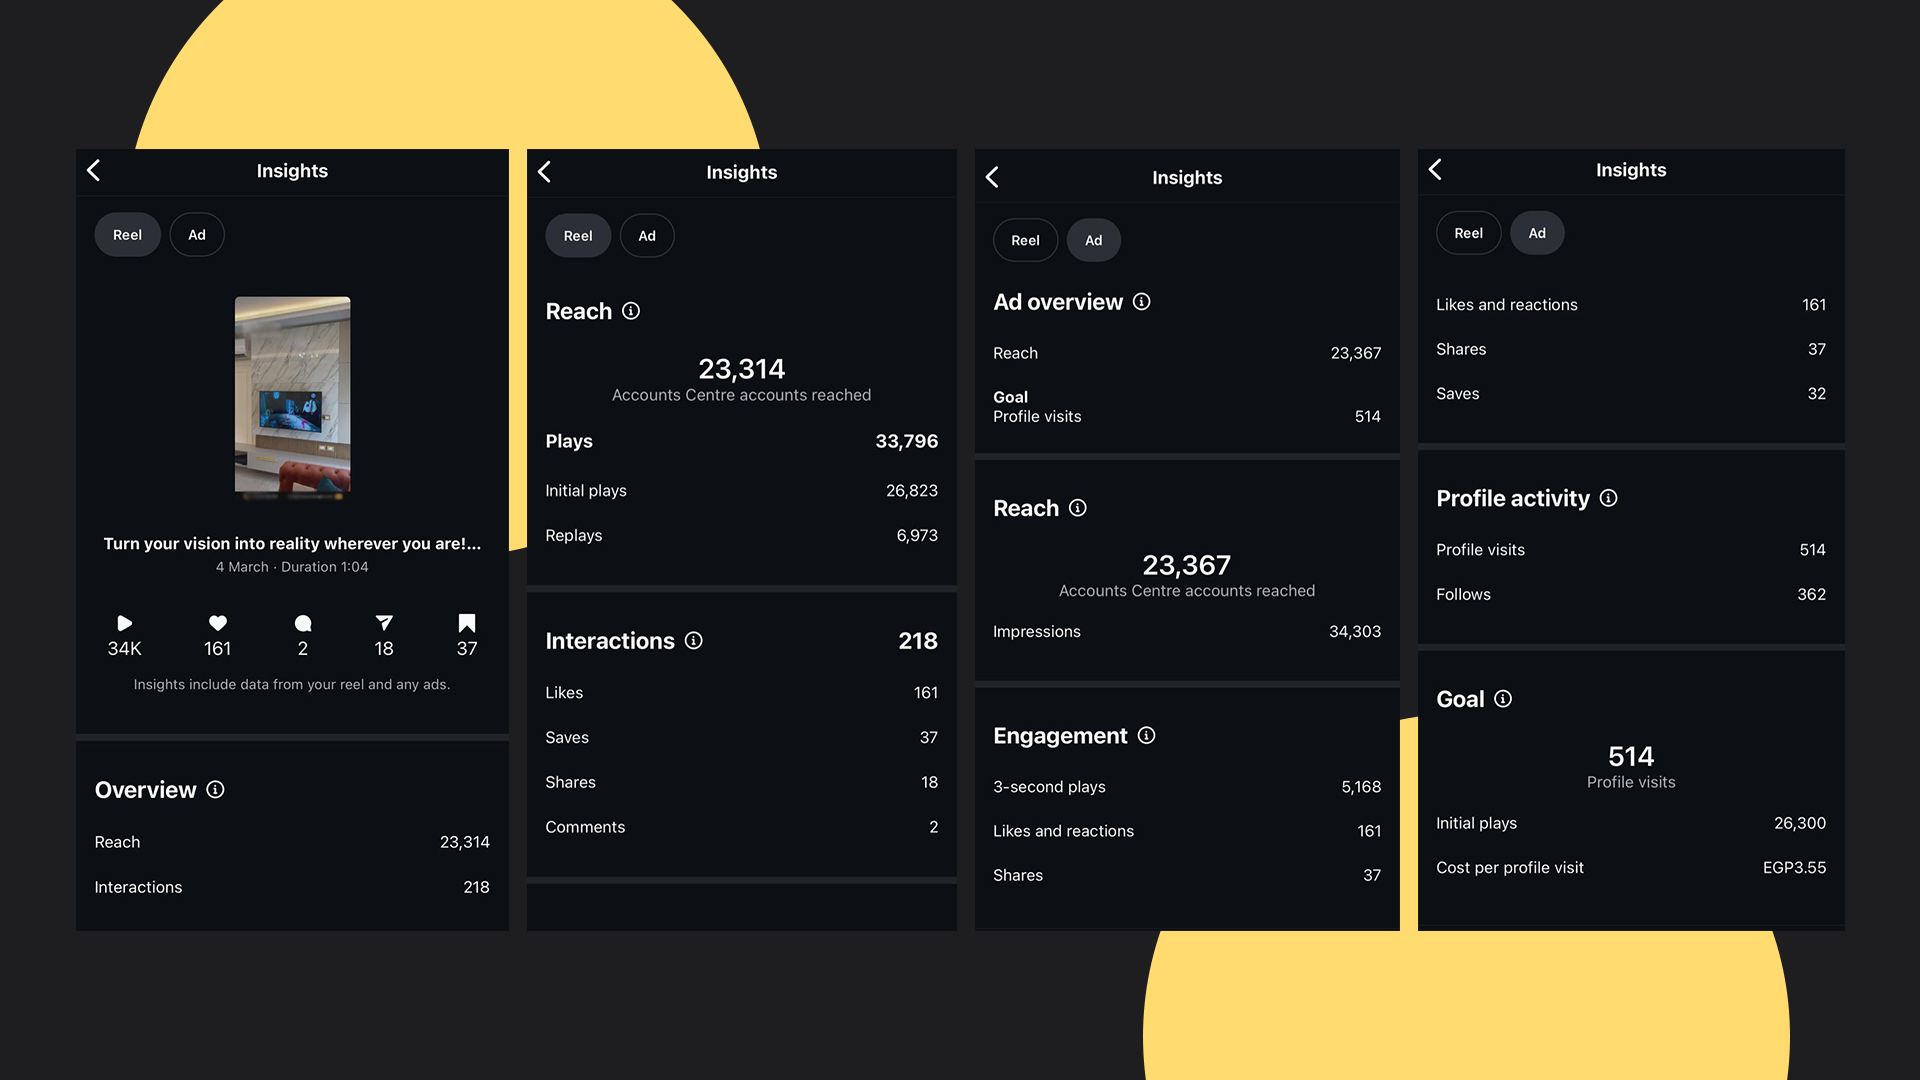 Insights
Reel
Ad
Turn your vision into reality wherever you are!...
4 March · Duration 1:04
34K
161
2
18
37
Insights include data from your reel and any ads.
Overview
Reach 23,314
Interactions 218
Insights
Reel
Ad
Reach
23,314
Accounts Centre accounts reached
Plays 33,796
Initial plays 26,823
Replays 6,973
Interactions 218
Likes 161
Saves 37
Shares 18
Comments 2
Insights
Reel
Ad
Ad overview
Reach 23,367
Goal
Profile visits 514
Reach
23,367
Accounts Centre accounts reached
Impressions 34,303
Engagement
3-second plays 5,168
Likes and reactions 161
Shares 37
Insights
Reel
Ad
Likes and reactions 161
Shares 37
Saves 32
Profile activity
Profile visits 514
Follows 362
Goal
514
Profile visits
Initial plays 26,300
Cost per profile visit EGP3.55